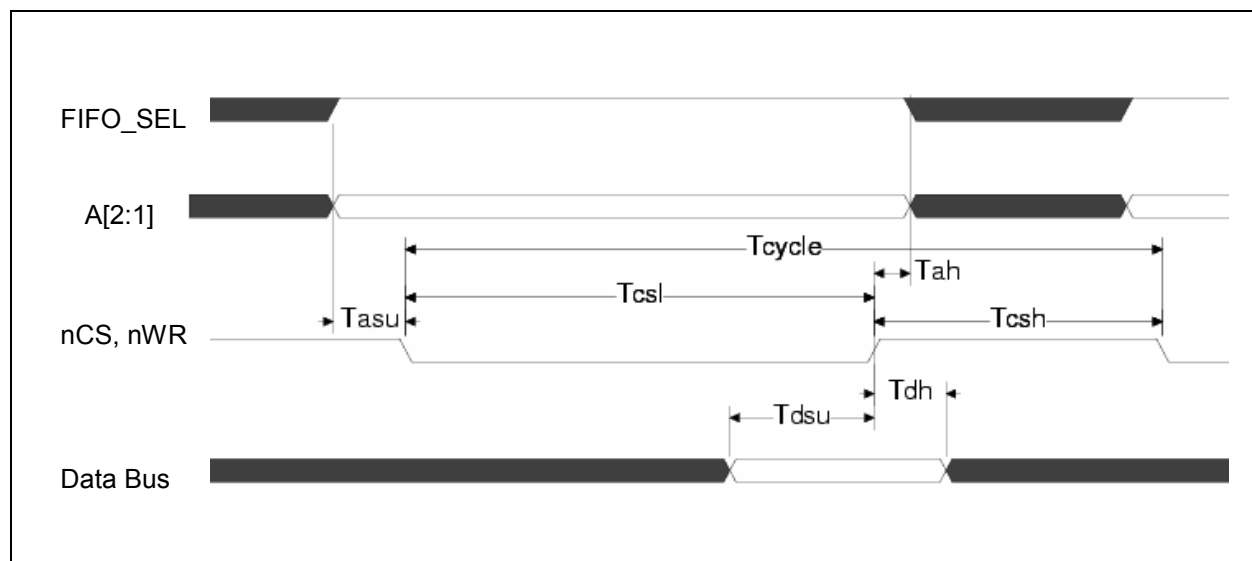 FIFO_SEL
A[2:1]
Tcycle
Tah
Tcsl
Tasu
Tcsh
nCS, nWR
Tdh
Tdsu
Data Bus